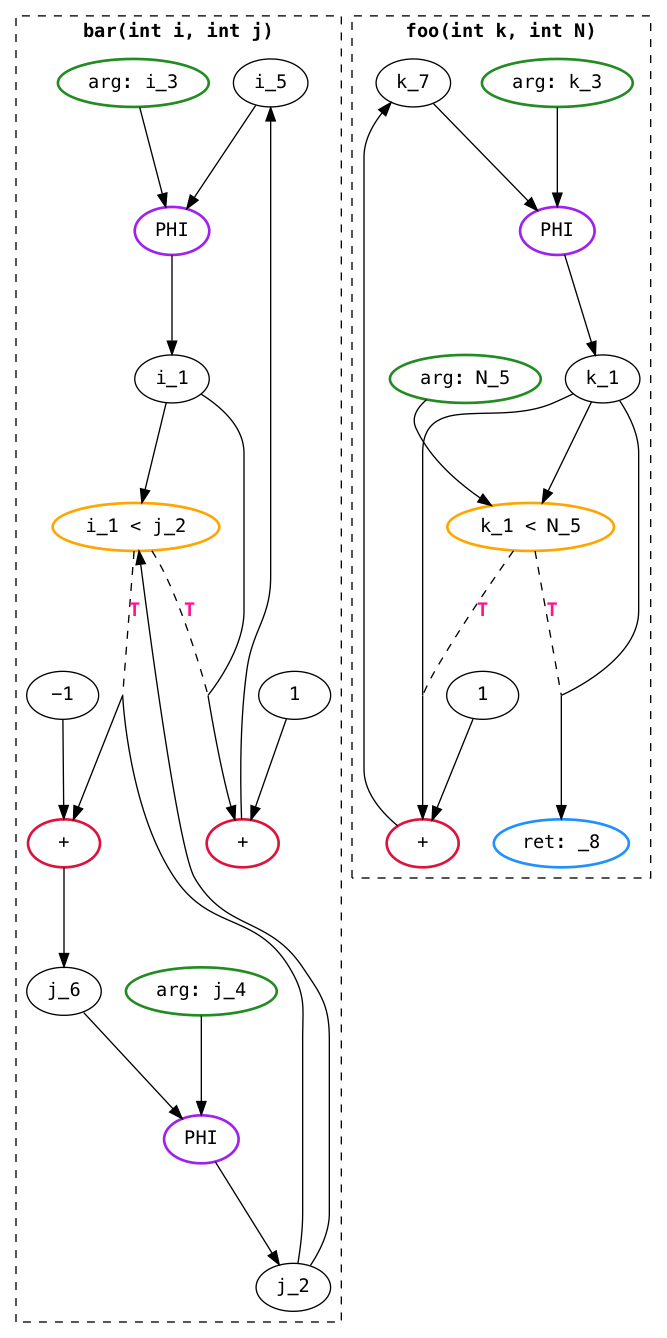 bar(int i, int j)
arg: i_3
i_5
PHI
i_1
i_1 < j_2
T
T
−1
1
+
+
j_6
arg: j_4
PHI
j_2
foo(int k, int N)
k_7
arg: k_3
PHI
arg: N_5
k_1
k_1 < N_5
T
T
1
+
ret: _8